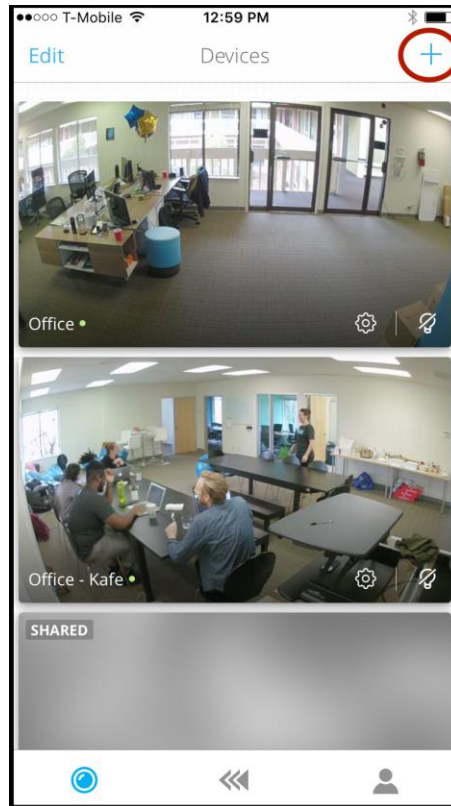 T-Mobile 12:59 PM
Edit Devices
Office
Office - Kafe
SHARED